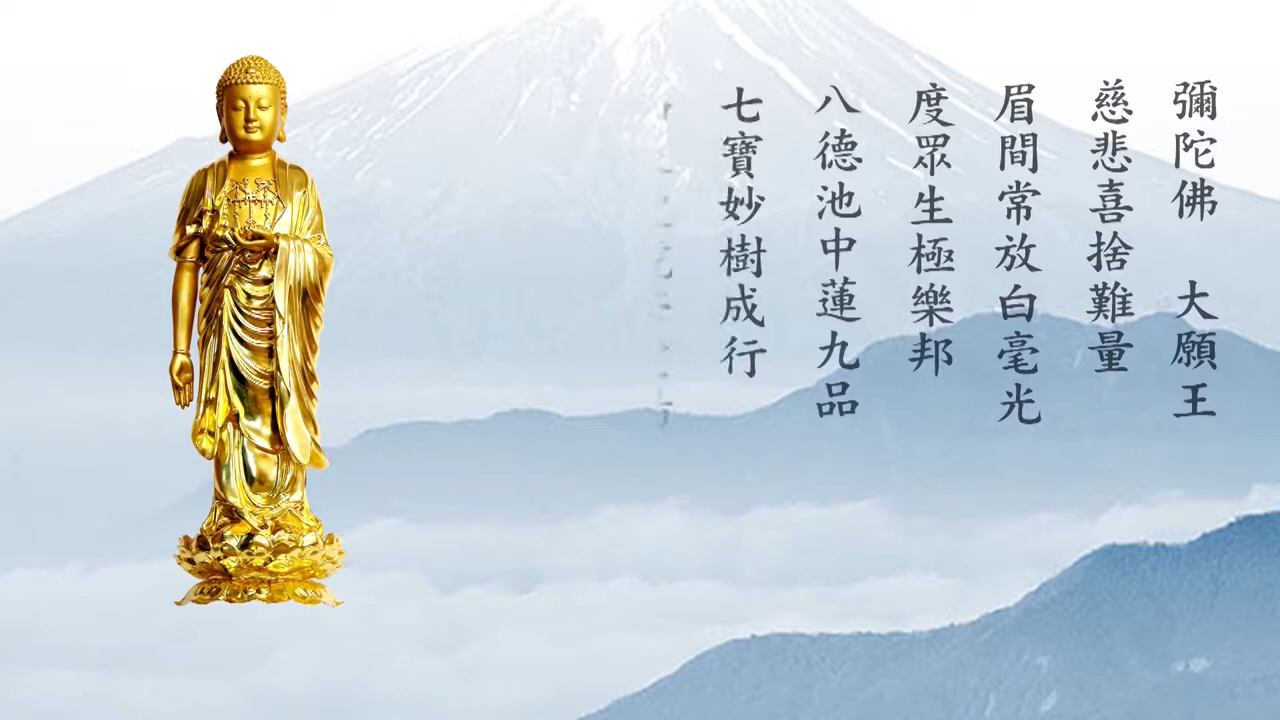 彌陀佛 大願王
慈悲喜捨難量
眉間常放白毫光
度眾生極樂邦
八德池中蓮九品
七寶妙樹成行